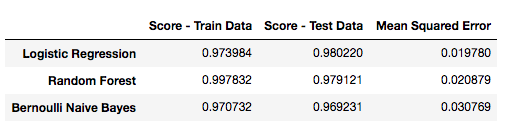 Score - Train Data Score - Test Data Mean Squared Error
Logistic Regression 0.973984 0.980220 0.019780
Random Forest 0.997832 0.979121 0.020879
Bernoulli Naive Bayes 0.970732 0.969231 0.030769